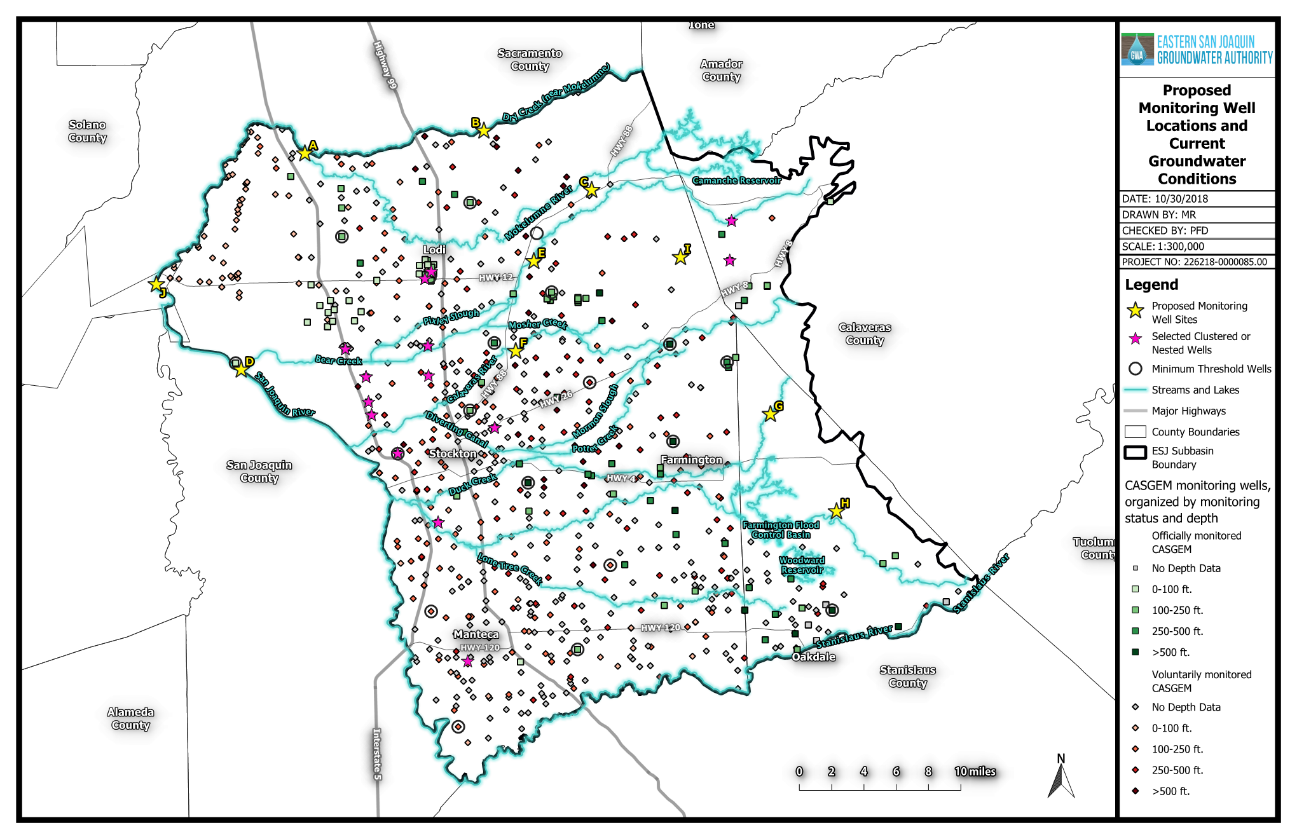 Ione
Sacramento
County
Amador
County
Solano
County
Highway 99
Dry Creek (near Mokelumne)
B
A
HWY-88
C
Camanche Reservoir
Mokelumne River
HWY-8
Lodi
E
I
HWY-12
J
HWY-8
Pixley Slough
Mosher Creek
Calaveras
County
F
Bear Creek
D
HWY-88
Calaveras River
San Joaquin River
HWY-26
Mormon Slough
G
Diverting Canal
Potter Creek
Stockton
Farmington
San Joaquin
County
HWY-4
Duck Creek
H
Farmington Flood
Control Basin
Lone Tree Creek
Woodward
Reservoir
Stanislaus River
HWY-120
Manteca
HWY-120
Stanislaus River
Oakdale
Stanislaus
County
Alameda
County
Interstate 5
0 2 4 6 8 10 miles
N
GWA
EASTERN SAN JOAQUIN
GROUNDWATER AUTHORITY
Proposed
Monitoring Well
Locations and
Current
Groundwater
Conditions
DATE: 10/30/2018
DRAWN BY: MR
CHECKED BY: PFD
SCALE: 1:300,000
PROJECT NO: 226218-0000085.00
Legend
Proposed Monitoring
Well Sites
Selected Clustered or
Nested Wells
Minimum Threshold Wells
Streams and Lakes
Major Highways
County Boundaries
ESJ Subbasin
Boundary
CASGEM monitoring wells,
organized by monitoring
status and depth
Officially monitored
CASGEM
No Depth Data
0-100 ft.
100-250 ft.
250-500 ft.
>500 ft.
Voluntarily monitored
CASGEM
No Depth Data
0-100 ft.
100-250 ft.
250-500 ft.
>500 ft.